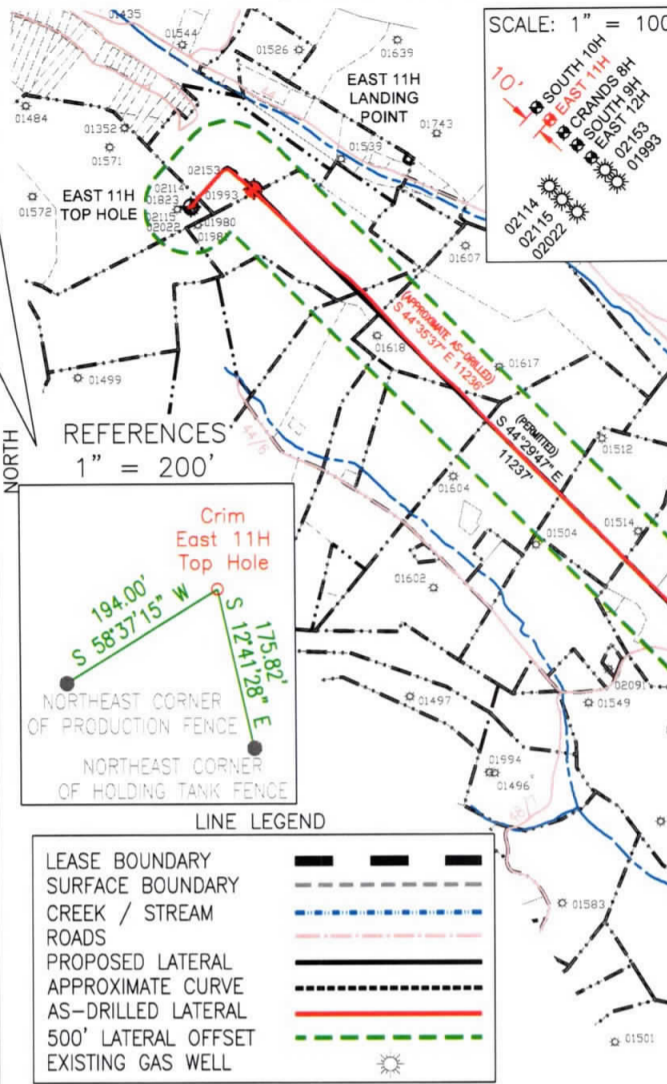 01435
01544
01526
01639
SCALE: 1" = 100
EAST 11H
LANDING
POINT
10'
SOUTH 10H
EAST 11H
CRANDS 8H
SOUTH 9H
EAST 12H
02153
01993
02114
02115
02022
01484
01352
01571
01743
01539
02153
EAST 11H
TOP HOLE
01572
02114
01823
01993
02115
02022
01980
01607
(APPROXIMATE AS-DRILLED)
S 44°35'37" E 11236'
01618
01617
01499
(PERMITTED)
S 44°29'47" E
11237'
01512
NORTH
REFERENCES
1" = 200'
44/6
01604
01504
01514
Crim
East 11H
Top Hole
194.00'
S 58°37'15" W
175.82'
S 12°41'28" E
NORTHEAST CORNER
OF PRODUCTION FENCE
NORTHEAST CORNER
OF HOLDING TANK FENCE
01602
02091
01549
01497
01994
01496
01583
01501
LINE LEGEND
LEASE BOUNDARY
SURFACE BOUNDARY
CREEK / STREAM
ROADS
PROPOSED LATERAL
APPROXIMATE CURVE
AS-DRILLED LATERAL
500' LATERAL OFFSET
EXISTING GAS WELL